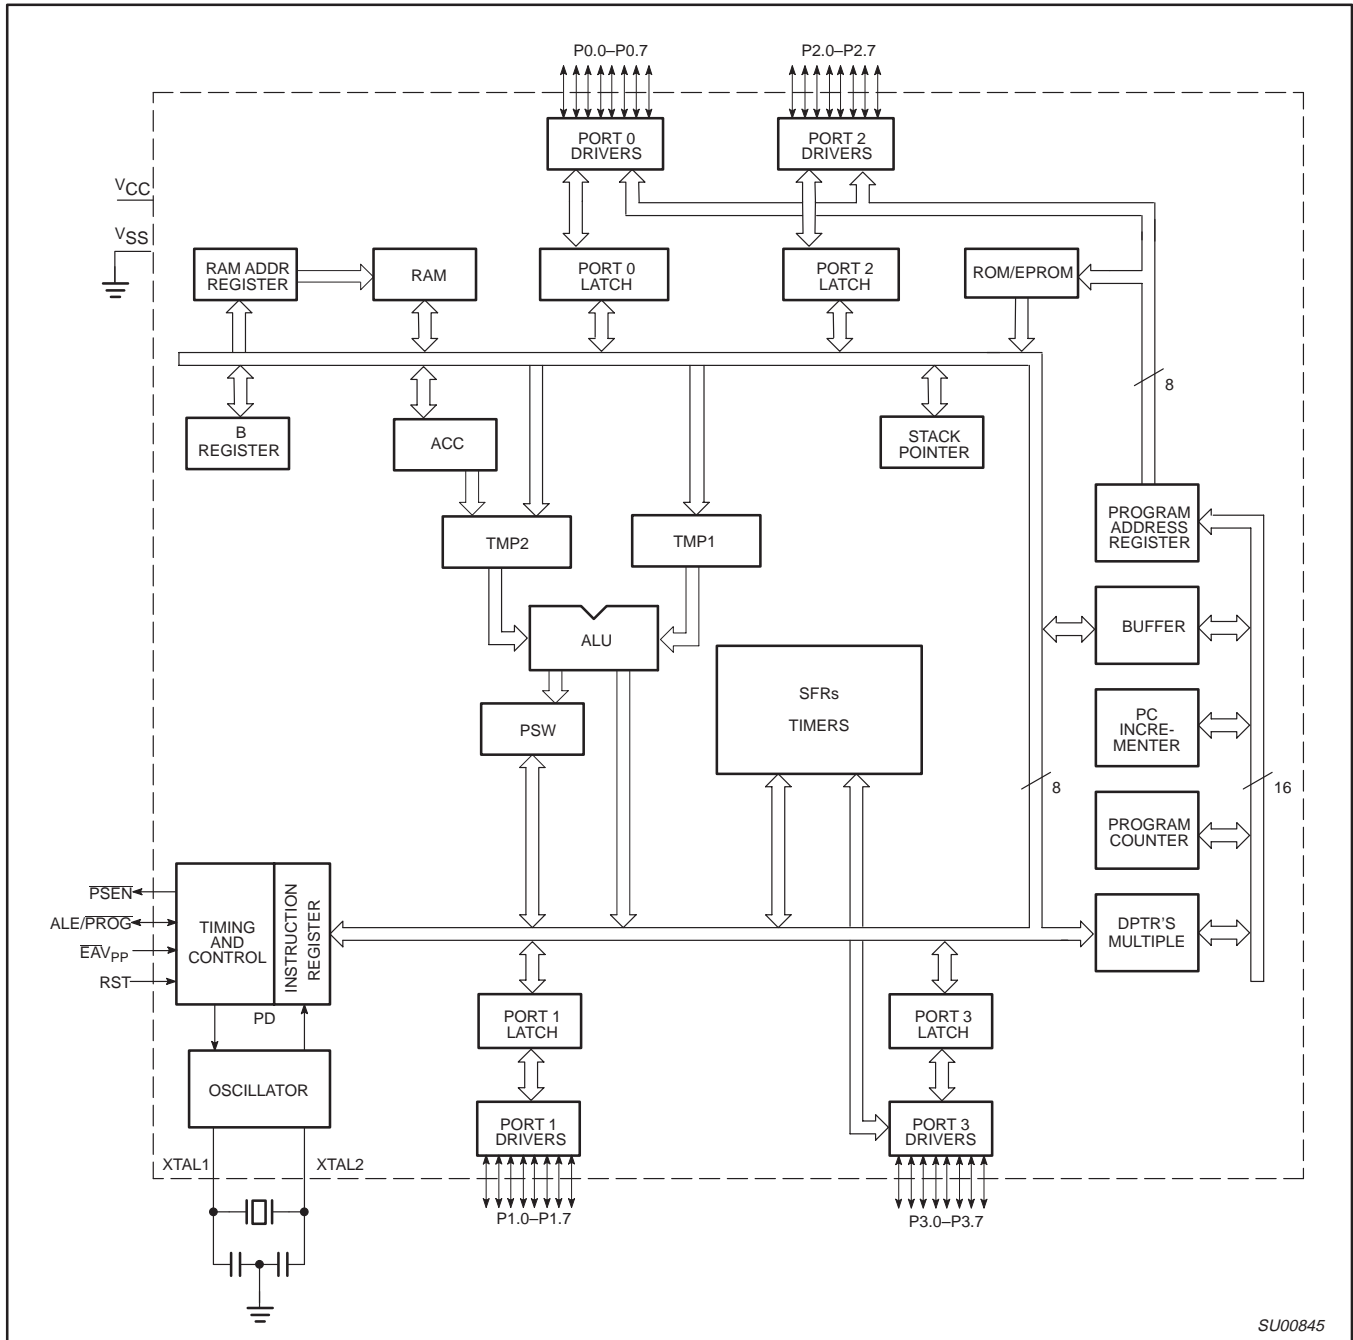 P0.0–P0.7
P2.0–P2.7
PORT 0
DRIVERS
PORT 2
DRIVERS
VCC
VSS
RAM ADDR
REGISTER
RAM
PORT 0
LATCH
PORT 2
LATCH
ROM/EPROM
8
B
REGISTER
ACC
STACK
POINTER
TMP2
TMP1
PROGRAM
ADDRESS
REGISTER
ALU
BUFFER
SFRs
TIMERS
PSW
PC
INCRE-
MENTER
8
16
PROGRAM
COUNTER
PSEN
ALE/PROG
EAVPP
RST
TIMING
AND
CONTROL
INSTRUCTION
REGISTER
DPTR'S
MULTIPLE
PD
PORT 1
LATCH
PORT 3
LATCH
OSCILLATOR
PORT 1
DRIVERS
PORT 3
DRIVERS
XTAL1
XTAL2
P1.0–P1.7
P3.0–P3.7
SU00845